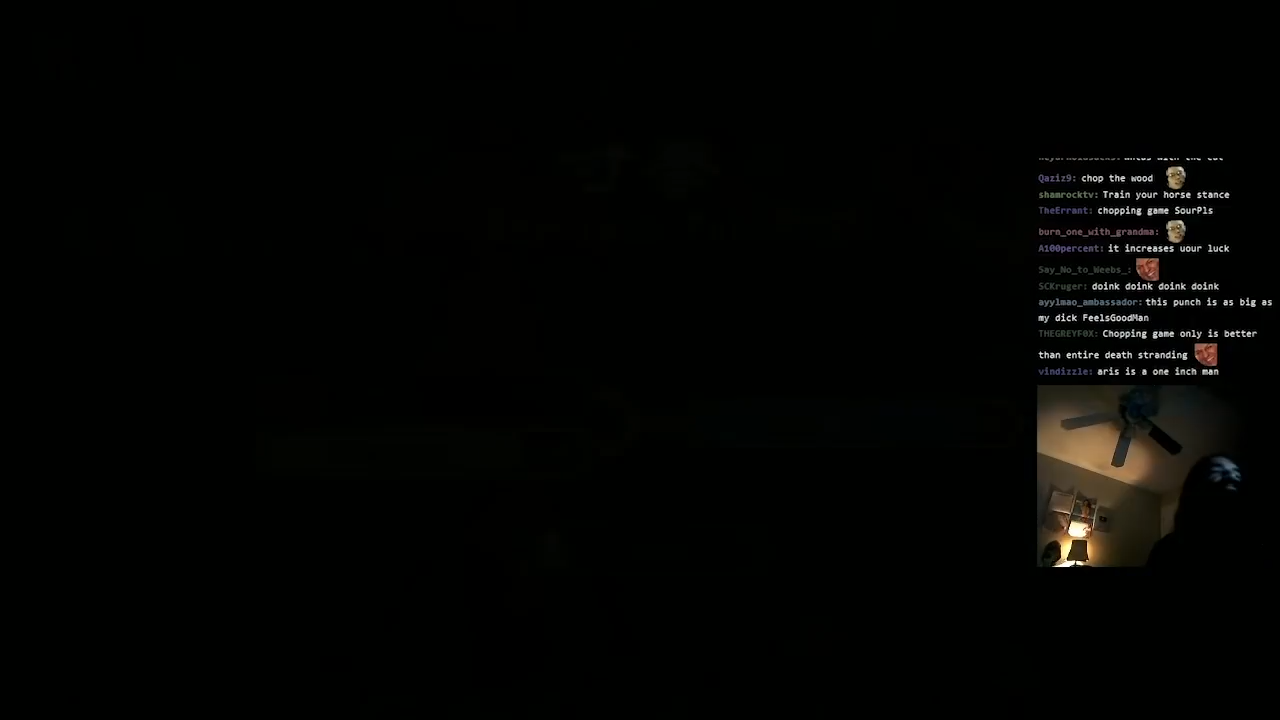 Qaziz9: chop the wood
shamrocktv: Train your horse stance
TheErrant: chopping game SourPls
burn_one_with_grandma:
A100percent: it increases uour luck
Say_No_to_Weebs_:
SCKruger: doink doink doink doink
ayylmao_ambassador: this punch is as big as
my dick FeelsGoodMan
THEGREYF0X: Chopping game only is better
than entire death stranding
vindizzle: aris is a one inch man